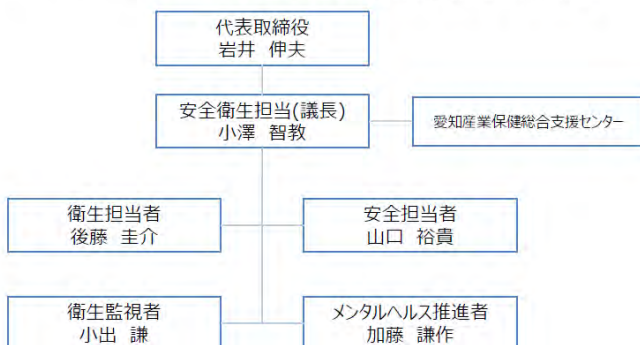 代表取締役
岩井 伸夫
安全衛生担当(議長)
小澤 智教
愛知産業保健総合支援センター
衛生担当者
後藤 圭介
安全担当者
山口 裕貴
衛生監視者
小出 謙
メンタルヘルス推進者
加藤 謙作